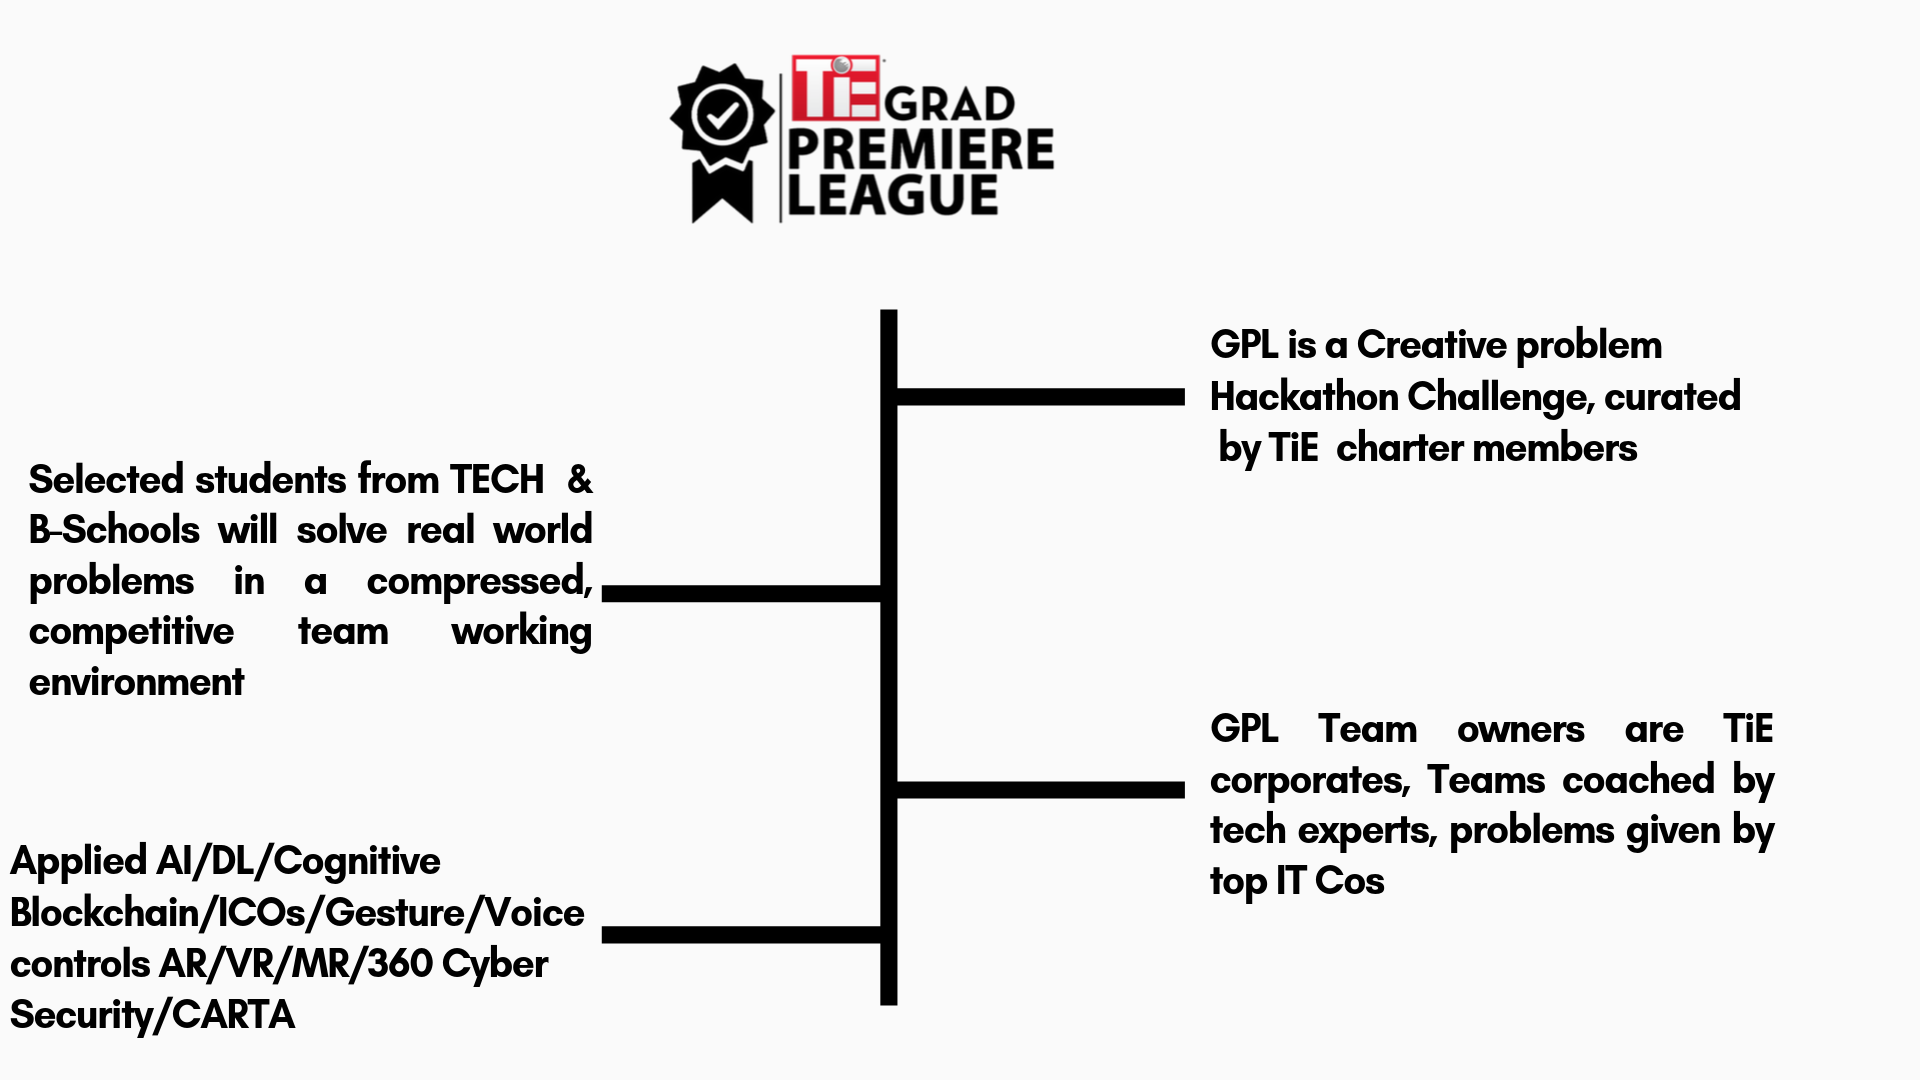 TiE GRAD
PREMIERE
LEAGUE
GPL is a Creative problem
Hackathon Challenge, curated
by TiE charter members
Selected students from TECH &
B-Schools will solve real world
problems in a compressed,
competitive team working
environment
GPL Team owners are TiE
corporates, Teams coached by
tech experts, problems given by
top IT Cos
Applied AI/DL/Cognitive
Blockchain/ICOs/Gesture/Voice
controls AR/VR/MR/360 Cyber
Security/CARTA